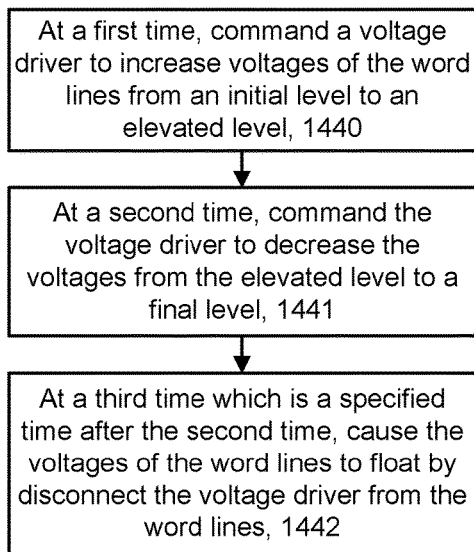 At a first time, command a voltage
driver to increase voltages of the word
lines from an initial level to an
elevated level, 1440
At a second time, command the
voltage driver to decrease the
voltages from the elevated level to a
final level, 1441
At a third time which is a specified
time after the second time, cause the
voltages of the word lines to float by
disconnect the voltage driver from the
word lines, 1442